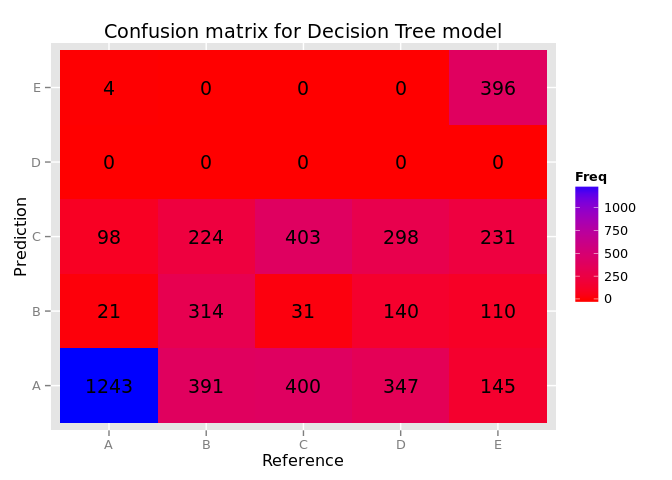 Confusion matrix for Decision Tree model
Prediction
E 4 0 0 0 396
D 0 0 0 0 0
C 98 224 403 298 231
B 21 314 31 140 110
A 1243 391 400 347 145
A B C D E
Reference
Freq
1000
750
500
250
0